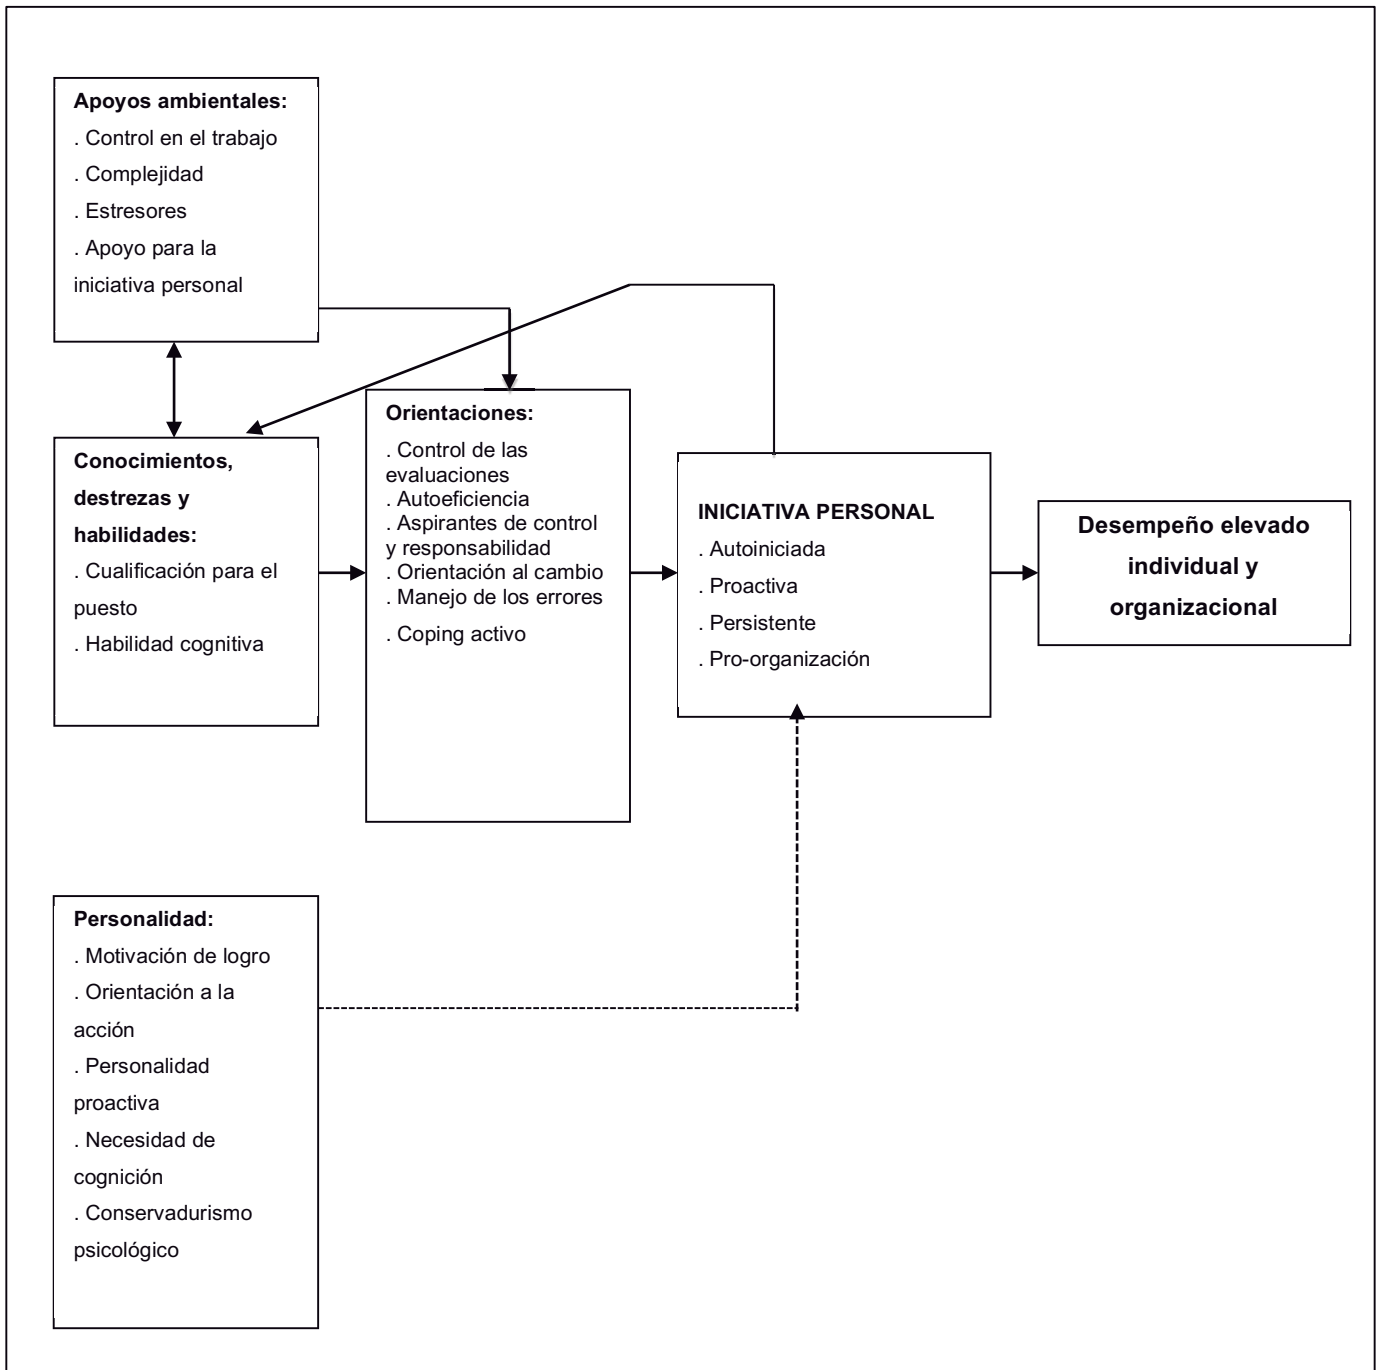 Apoyos ambientales:
. Control en el trabajo
. Complejidad
. Estresores
. Apoyo para la
iniciativa personal
Conocimientos,
destrezas y
habilidades:
. Cualificación para el
puesto
. Habilidad cognitiva
Orientaciones:
. Control de las
evaluaciones
. Autoeficiencia
. Aspirantes de control
y responsabilidad
. Orientación al cambio
. Manejo de los errores
. Coping activo
INICIATIVA PERSONAL
. Autoiniciada
. Proactiva
. Persistente
. Pro-organización
Desempeño elevado
individual y
organizacional
Personalidad:
. Motivación de logro
. Orientación a la
acción
. Personalidad
proactiva
. Necesidad de
cognición
. Conservadurismo
psicológico